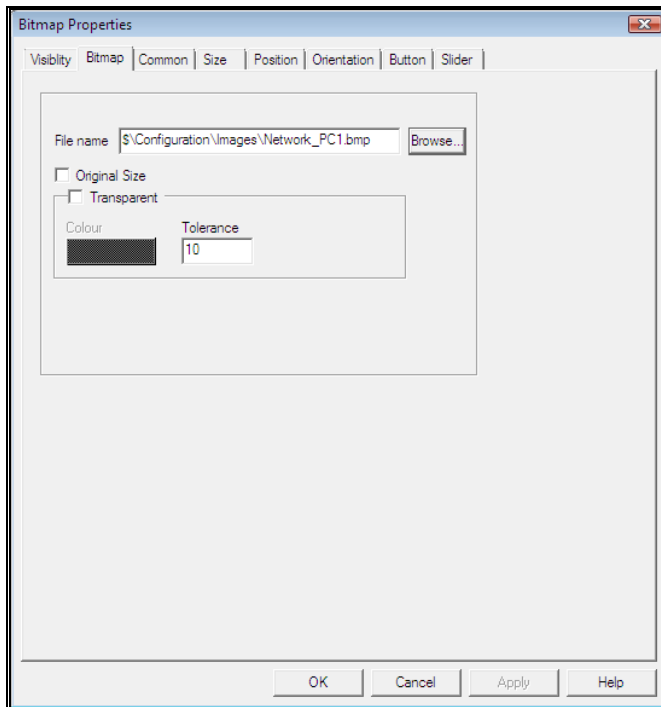 Bitmap Properties
Visiblity Bitmap Common Size Position Orientation Button Slider
File name $\Configuration\Images\Network_PC1.bmp Browse...
Original Size
Transparent
Colour Tolerance
10
OK Cancel Apply Help